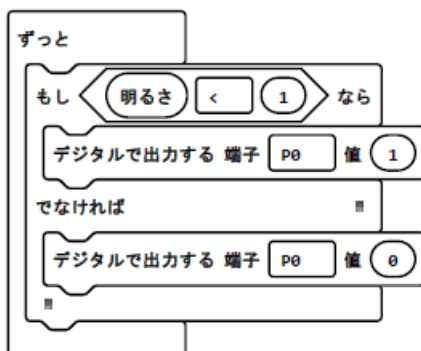 ずっと
もし 明るさ < 1 なら
デジタルで出力する 端子 P0 値 1
でなければ
デジタルで出力する 端子 P0 値 0